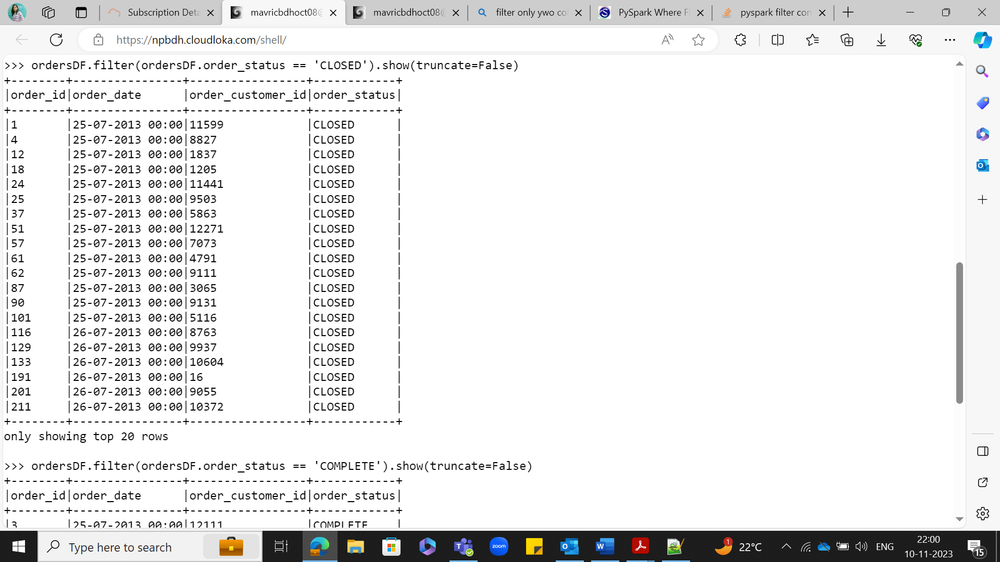 Subscription Deta
mavricbdhoct08@
mavricbdhoct08@
filter only ywo co
PySpark Where Fi
pyspark filter con
https://npbdh.cloudloka.com/shell/
>>> ordersDF.filter(ordersDF.order_status == 'CLOSED').show(truncate=False)
+--------+----------------+-----------------+------------+
|order_id|order_date      |order_customer_id|order_status|
+--------+----------------+-----------------+------------+
|1       |25-07-2013 00:00|11599            |CLOSED      |
|4       |25-07-2013 00:00|8827             |CLOSED      |
|12      |25-07-2013 00:00|1837             |CLOSED      |
|18      |25-07-2013 00:00|1205             |CLOSED      |
|24      |25-07-2013 00:00|11441            |CLOSED      |
|25      |25-07-2013 00:00|9503             |CLOSED      |
|37      |25-07-2013 00:00|5863             |CLOSED      |
|51      |25-07-2013 00:00|12271            |CLOSED      |
|57      |25-07-2013 00:00|7073             |CLOSED      |
|61      |25-07-2013 00:00|4791             |CLOSED      |
|62      |25-07-2013 00:00|9111             |CLOSED      |
|87      |25-07-2013 00:00|3065             |CLOSED      |
|90      |25-07-2013 00:00|9131             |CLOSED      |
|101     |25-07-2013 00:00|5116             |CLOSED      |
|116     |26-07-2013 00:00|8763             |CLOSED      |
|129     |26-07-2013 00:00|9937             |CLOSED      |
|133     |26-07-2013 00:00|10604            |CLOSED      |
|191     |26-07-2013 00:00|16               |CLOSED      |
|201     |26-07-2013 00:00|9055             |CLOSED      |
|211     |26-07-2013 00:00|10372            |CLOSED      |
+--------+----------------+-----------------+------------+
only showing top 20 rows
>>> ordersDF.filter(ordersDF.order_status == 'COMPLETE').show(truncate=False)
+--------+----------------+-----------------+------------+
|order_id|order_date      |order_customer_id|order_status|
+--------+----------------+-----------------+------------+
|3       |25-07-2013 00:00|12111            |COMPLETE    |
Type here to search
zoom
1
22°C
ENG
22:00
10-11-2023
15